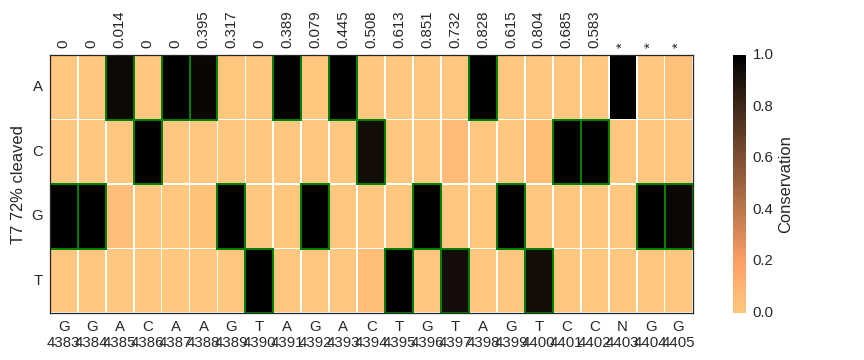 0 0 0.014 0 0 0.395 0.317 0 0.389 0.079 0.445 0.508 0.613 0.851 0.732 0.828 0.615 0.804 0.685 0.583 * * *
T7 72% cleaved
A
C
G
T
G G A C A A G T A G A C T G T A G T C C N G G
4383 4384 4385 4386 4387 4388 4389 4390 4391 4392 4393 4394 4395 4396 4397 4398 4399 4400 4401 4402 4403 4404 4405
1.0
0.8
0.6
0.4
0.2
0.0
Conservation